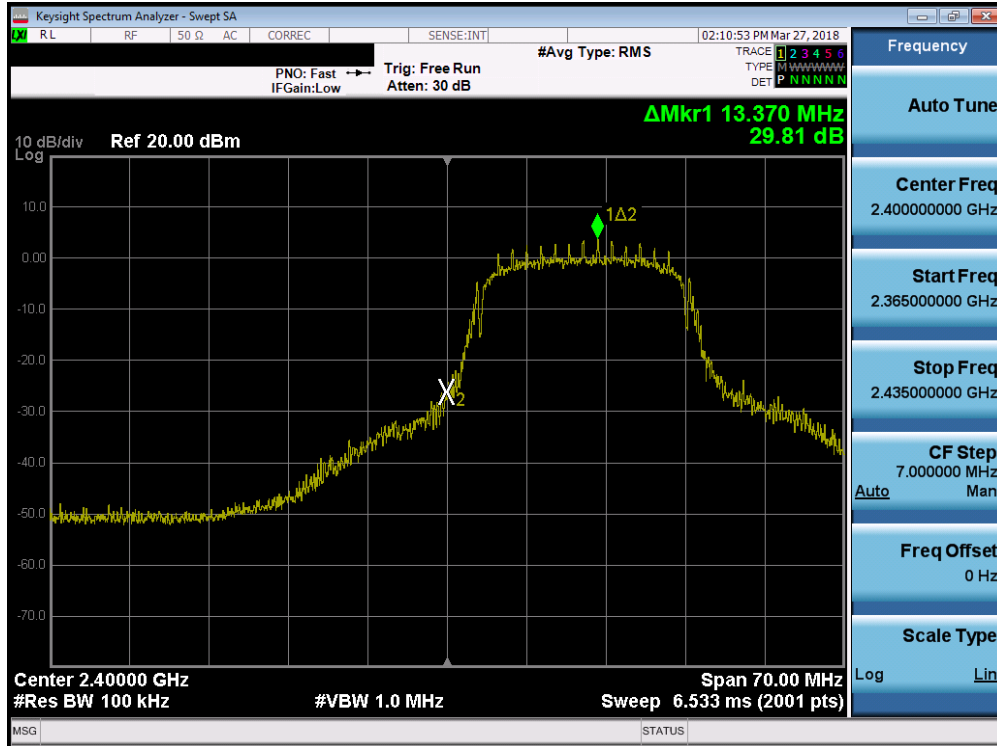 Keysight Spectrum Analyzer - Swept SA
LXI RL RF 50 Ω AC CORREC SENSE:INT 02:10:53 PM Mar 27, 2018
#Avg Type: RMS
TRACE 1 2 3 4 5 6
TYPE M W W W W W
DET P N N N N N
PNO: Fast
IFGain:Low
Trig: Free Run
Atten: 30 dB
ΔMkr1 13.370 MHz
29.81 dB
10 dB/div
Log
Ref 20.00 dBm
10.0
0.00
-10.0
-20.0
-30.0
-40.0
-50.0
-60.0
-70.0
1Δ2
2
Center 2.40000 GHz
Span 70.00 MHz
#Res BW 100 kHz
#VBW 1.0 MHz
Sweep 6.533 ms (2001 pts)
MSG
STATUS
Frequency
Auto Tune
Center Freq
2.400000000 GHz
Start Freq
2.365000000 GHz
Stop Freq
2.435000000 GHz
CF Step
7.000000 MHz
Auto Man
Freq Offset
0 Hz
Scale Type
Log Lin